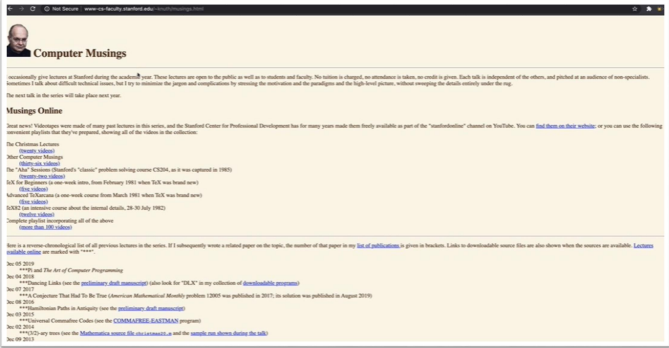 Not Secure | www-cs-faculty.stanford.edu/~knuth/musings.html
Computer Musings
occasionally give lectures at Stanford during the academic year. These lectures are open to the public as well as to students and faculty. No tuition is charged, no attendance is taken, no credit is given. Each talk is independent of the others, and pitched at an audience of non-specialists.
Sometimes I talk about difficult technical issues, but I try to minimize the jargon and complications by stressing the motivation and the paradigms and the high-level picture, without sweeping the details entirely under the rug.
The next talk in the series will take place next year.
Musings Online
Great news! Videotapes were made of many past lectures in this series, and the Stanford Center for Professional Development has for many years made them freely available as part of the "stanfordonline" channel on YouTube. You can find them on their website; or you can use the following
convenient playlists that they've prepared, showing all of the videos in the collection:
The Christmas Lectures
(twenty videos)
Other Computer Musings
(thirty-six videos)
The "Aha" Sessions (Stanford's "classic" problem solving course CS204, as it was captured in 1985)
(twenty-two videos)
TeX for Beginners (a one-week intro, from February 1981 when TeX was brand new)
(five videos)
Advanced TeXarcana (a one-week course from March 1981 when TeX was brand new)
(five videos)
TeX82 (an intensive course about the internal details, 28-30 July 1982)
(twelve videos)
Complete playlist incorporating all of the above
(more than 100 videos)
Here is a reverse-chronological list of all previous lectures in the series. If I subsequently wrote a related paper on the topic, the number of that paper in my list of publications is given in brackets. Links to downloadable source files are also shown when the sources are available. Lectures
available online are marked with "***".
Dec 05 2019
***Pi and The Art of Computer Programming
Dec 04 2018
***Dancing Links (see the preliminary draft manuscript) (also look for "DLX" in my collection of downloadable programs)
Dec 07 2017
***A Conjecture That Had To Be True (American Mathematical Monthly problem 12005 was published in 2017; its solution was published in August 2019)
Dec 08 2016
***Hamiltonian Paths in Antiquity (see the preliminary draft manuscript)
Dec 03 2015
***Universal Commafree Codes (see the COMMAFREE-EASTMAN program)
Dec 02 2014
***(3/2)-ary trees (see the Mathematica source file christmas20.m and the sample run shown during the talk)
Dec 09 2013